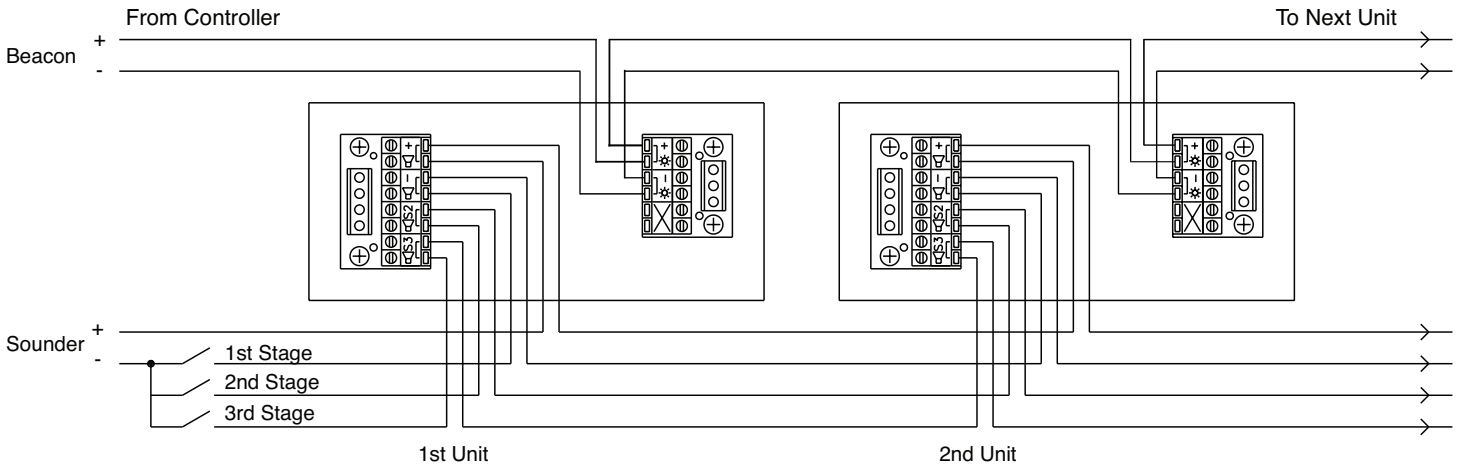 From Controller
To Next Unit
Beacon
+
-
+
-
S2
S3
+
-
+
-
S2
S3
+
-
Sounder
+
-
1st Stage
2nd Stage
3rd Stage
1st Unit
2nd Unit